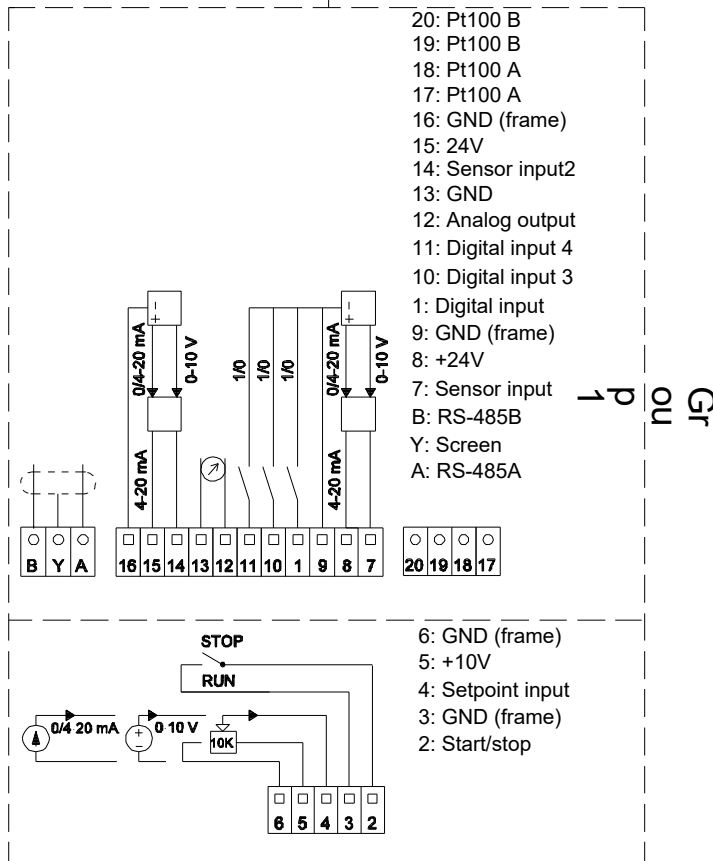 20: Pt100 B
19: Pt100 B
18: Pt100 A
17: Pt100 A
16: GND (frame)
15: 24V
14: Sensor input2
13: GND
12: Analog output
11: Digital input 4
10: Digital input 3
1: Digital input
9: GND (frame)
8: +24V
7: Sensor input
B: RS-485B
Y: Screen
A: RS-485A
Gr
ou
p
1
- +
0/4-20 mA
0-10 V
1/0
1/0
1/0
- +
0/4-20 mA
0-10 V
4-20 mA
4-20 mA
B Y A
16 15 14 13 12 11 10 1 9 8 7
20 19 18 17
6: GND (frame)
5: +10V
4: Setpoint input
3: GND (frame)
2: Start/stop
STOP
RUN
0/4 20 mA
+ -
0 10 V
10K
6 5 4 3 2